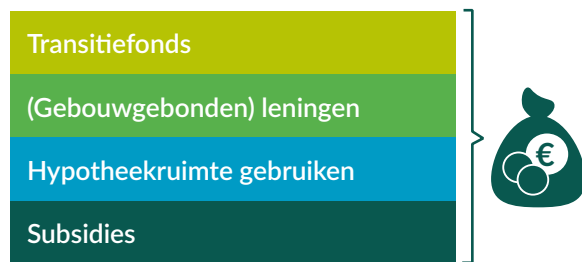 Transitiefonds
(Gebouwgebonden) leningen
Hypotheekruimte gebruiken
Subsidies
€